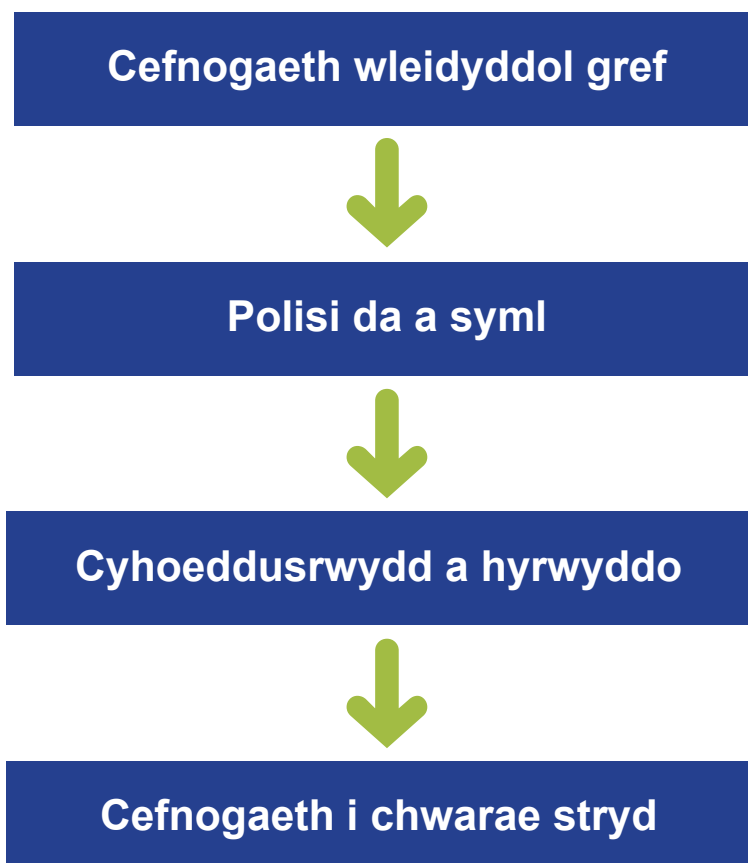 Cefnogaeth wleidyddol gref
Polisi da a syml
Cyhoeddusrwydd a hyrwyddo
Cefnogaeth i chwarae stryd